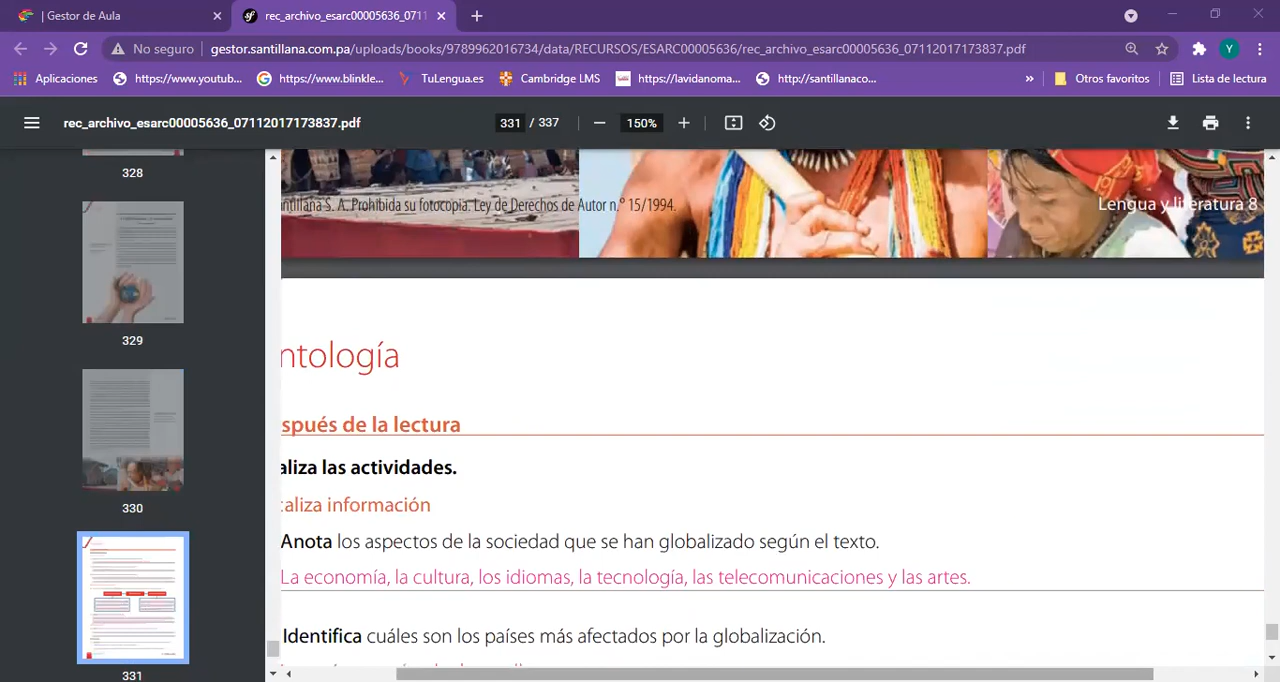 | Gestor de Aula
rec_archivo_esarc00005636_0711
No seguro
gestor.santillana.com.pa/uploads/books/9789962016734/data/RECURSOS/ESARC00005636/rec_archivo_esarc00005636_07112017173837.pdf
Y
Aplicaciones
https://www.youtub...
https://www.blinkle...
TuLengua.es
Cambridge LMS
https://lavidanoma...
http://santillanaco...
»
Otros favoritos
Lista de lectura
rec_archivo_esarc00005636_07112017173837.pdf
331 / 337
150%
328
329
330
331
antillana S. A. Prohibida su fotocopia. Ley de Derechos de Autor n.º 15/1994.
Lengua y literatura 8
ntología
spués de la lectura
aliza las actividades.
caliza información
Anota los aspectos de la sociedad que se han globalizado según el texto.
La economía, la cultura, los idiomas, la tecnología, las telecomunicaciones y las artes.
Identifica cuáles son los países más afectados por la globalización.